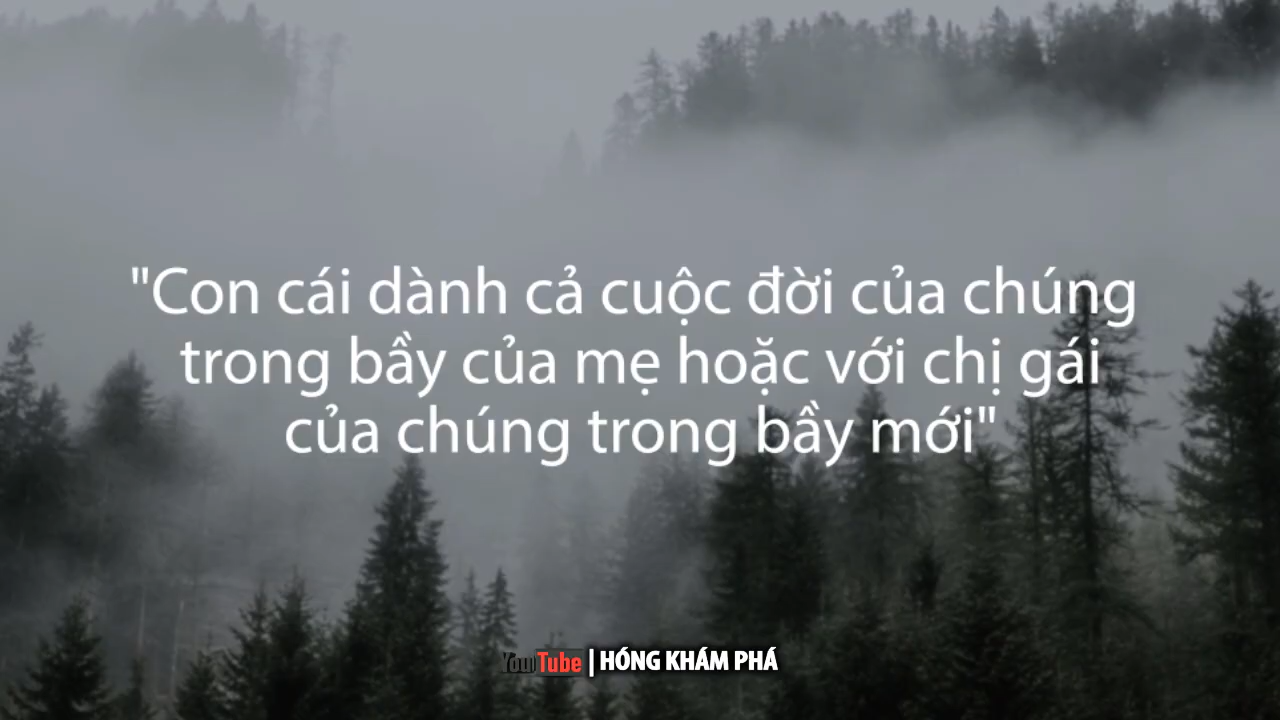 "Con cái dành cả cuộc đời của chúng
trong bầy của mẹ hoặc với chị gái
của chúng trong bầy mới"
YouTube | HÓNG KHÁM PHÁ